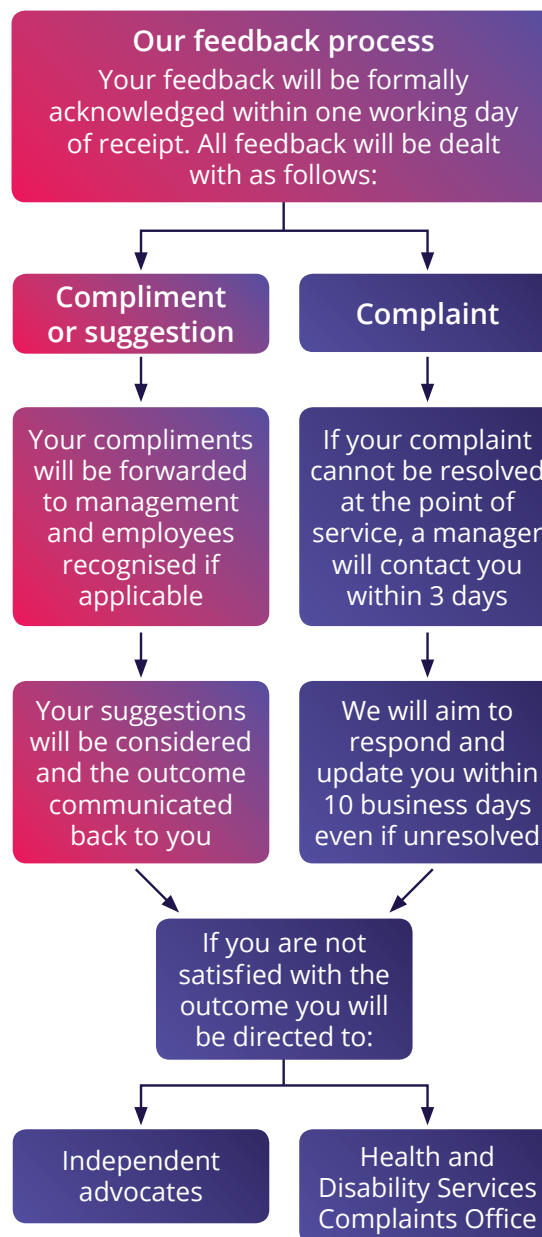 Our feedback process
Your feedback will be formally
acknowledged within one working day
of receipt. All feedback will be dealt
with as follows:
Compliment
or suggestion
Complaint
Your compliments
will be forwarded
to management
and employees
recognised if
applicable
If your complaint
cannot be resolved
at the point of
service, a manager
will contact you
within 3 days
Your suggestions
will be considered
and the outcome
communicated
back to you
We will aim to
respond and
update you within
10 business days
even if unresolved
If you are not
satisfied with the
outcome you will
be directed to:
Independent
advocates
Health and
Disability Services
Complaints Office